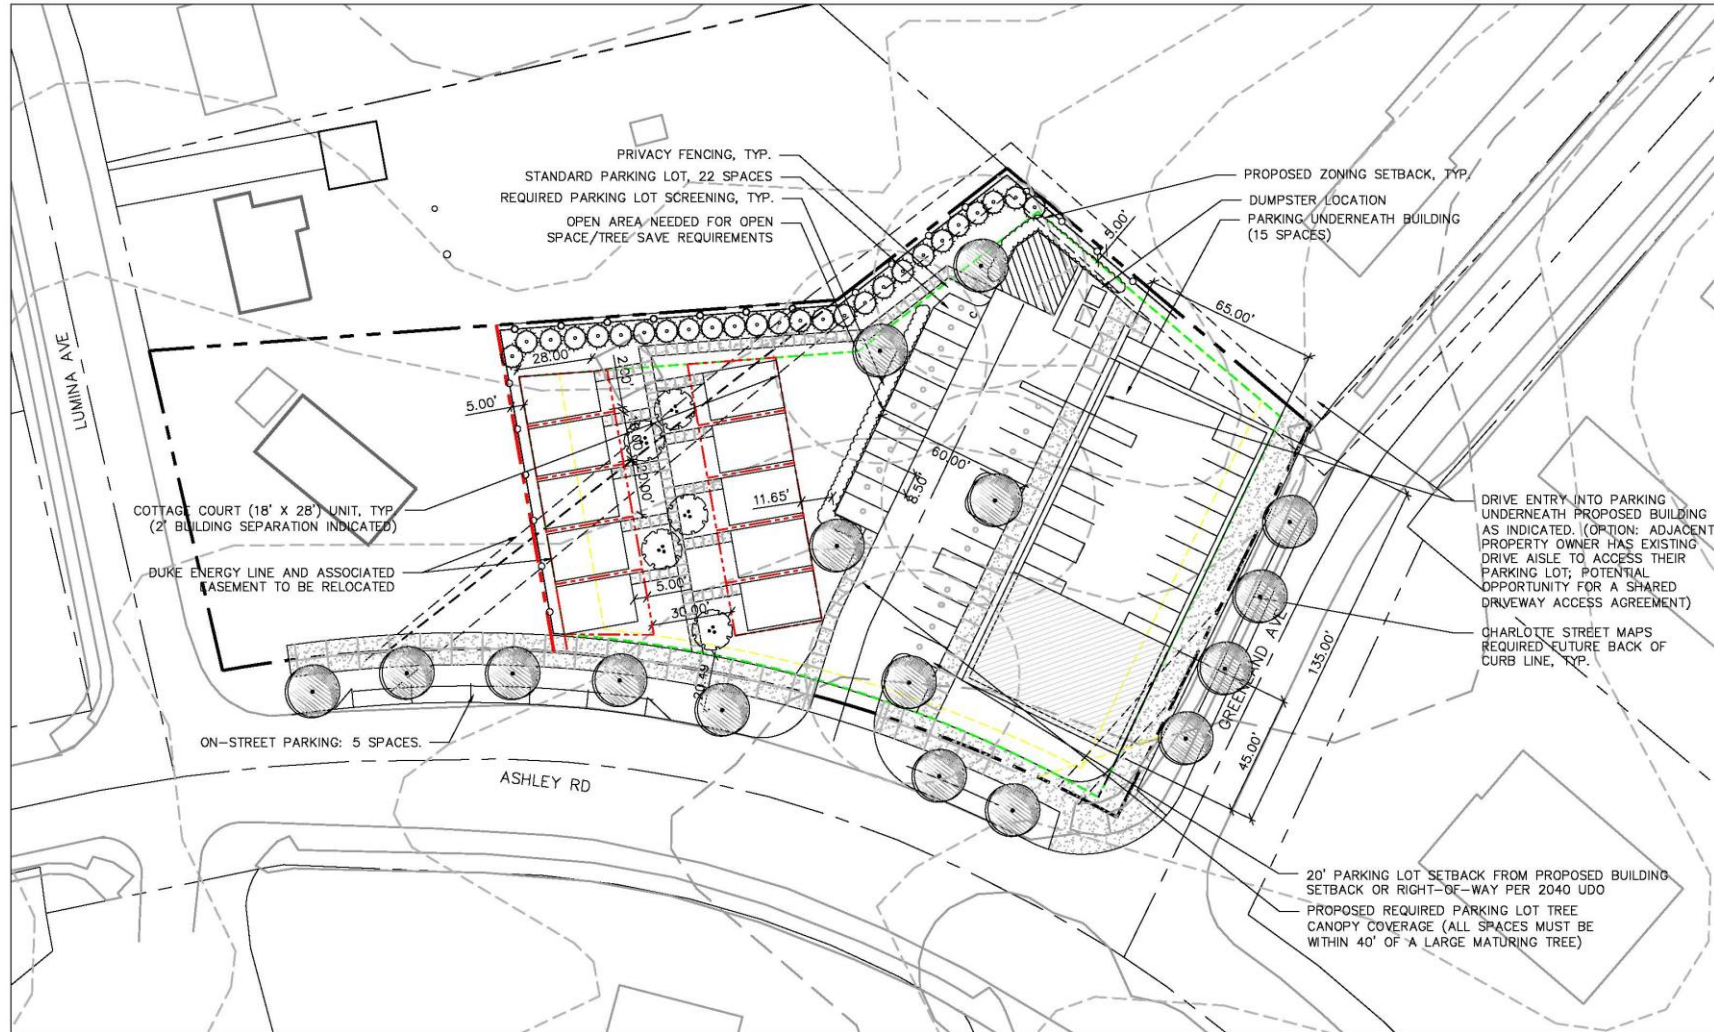 PRIVACY FENCING, TYP.
STANDARD PARKING LOT, 22 SPACES
REQUIRED PARKING LOT SCREENING, TYP.
OPEN AREA NEEDED FOR OPEN
SPACE/TREE SAVE REQUIREMENTS
PROPOSED ZONING SETBACK, TYP.
DUMPSTER LOCATION
PARKING UNDERNEATH BUILDING
(15 SPACES)
5.00'
65.00'
LUMINA AVE
28.00'
5.00'
60.00'
8.50'
11.65'
COTTAGE COURT (18' X 28') UNIT, TYP.
(2' BUILDING SEPARATION INDICATED)
DUKE ENERGY LINE AND ASSOCIATED
EASEMENT TO BE RELOCATED
5.00'
30.00'
20.49'
DRIVE ENTRY INTO PARKING
UNDERNEATH PROPOSED BUILDING
AS INDICATED. (OPTION: ADJACENT
PROPERTY OWNER HAS EXISTING
DRIVE AISLE TO ACCESS THEIR
PARKING LOT; POTENTIAL
OPPORTUNITY FOR A SHARED
DRIVEWAY ACCESS AGREEMENT)
CHARLOTTE STREET MAPS
REQUIRED FUTURE BACK OF
CURB LINE, TYP.
135.00'
45.00'
ON-STREET PARKING: 5 SPACES.
ASHLEY RD
20' PARKING LOT SETBACK FROM PROPOSED BUILDING
SETBACK OR RIGHT-OF-WAY PER 2040 UDO
PROPOSED REQUIRED PARKING LOT TREE
CANOPY COVERAGE (ALL SPACES MUST BE
WITHIN 40' OF A LARGE MATURING TREE)